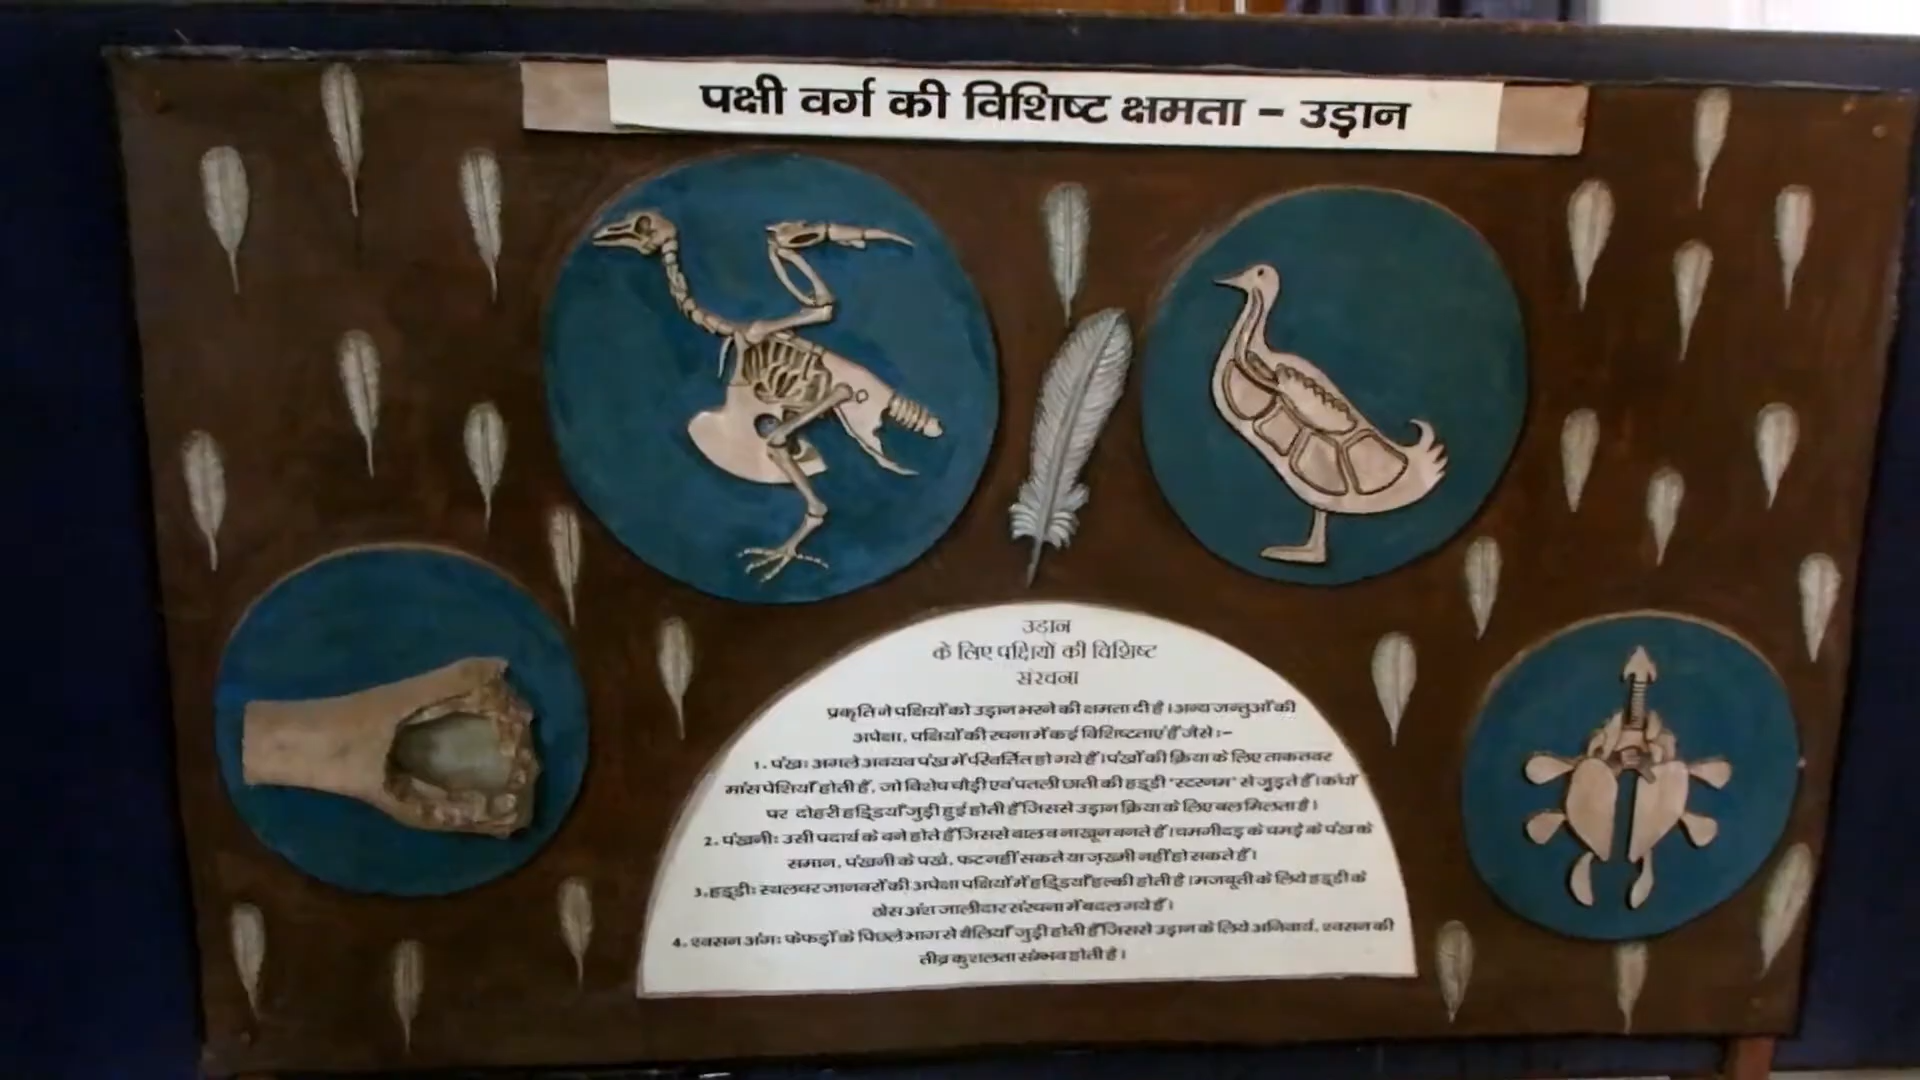 पक्षी वर्ग की विशिष्ट क्षमता - उड़ान
उडान
के लिए पक्षियों की विशिष्ट
संरचना
प्रकृति ने पक्षियों को उड़ान भरने की क्षमता दी है। अन्य जन्तुओं की
अपेक्षा, पक्षियों की रचना में कई विशिष्टताएं हैं जैसे :-
1. पंख: अगले अवयव पंख में परिवर्तित हो गये हैं। पंखों की क्रिया के लिए ताकतवर
मांसपेशियाँ होती हैं, जो विशेष चौड़ी एवं पतली छाती की हड्डी "स्टरनम" से जुड़ते हैं। कंधों
पर दोहरी हड्डियाँ जुड़ी हुई होती हैं जिससे उड़ान क्रिया के लिए बल मिलता है।
2. पंखनी: उसी पदार्थ के बने होते हैं जिससे बाल व नाखून बनते हैं। चमगीदड़ के चमड़े के पंख के
समान, पंखनी के पखे, फट नहीं सकते या जख्मी नहीं हो सकते हैं।
3. हड्डी: स्थलचर जानवरों की अपेक्षा पक्षियों में हड्डियाँ हल्की होती है। मजबूती के लिये हड्डी के
ठोस अंश जालीदार संरचना में बदल गये हैं।
4. श्वसन अंग: फेफड़ों के पिछले भाग से थैलियाँ जुड़ी होती हैं जिससे उड़ान के लिये अनिवार्य, श्वसन की
तीव्र कुशलता संम्भव होती है।